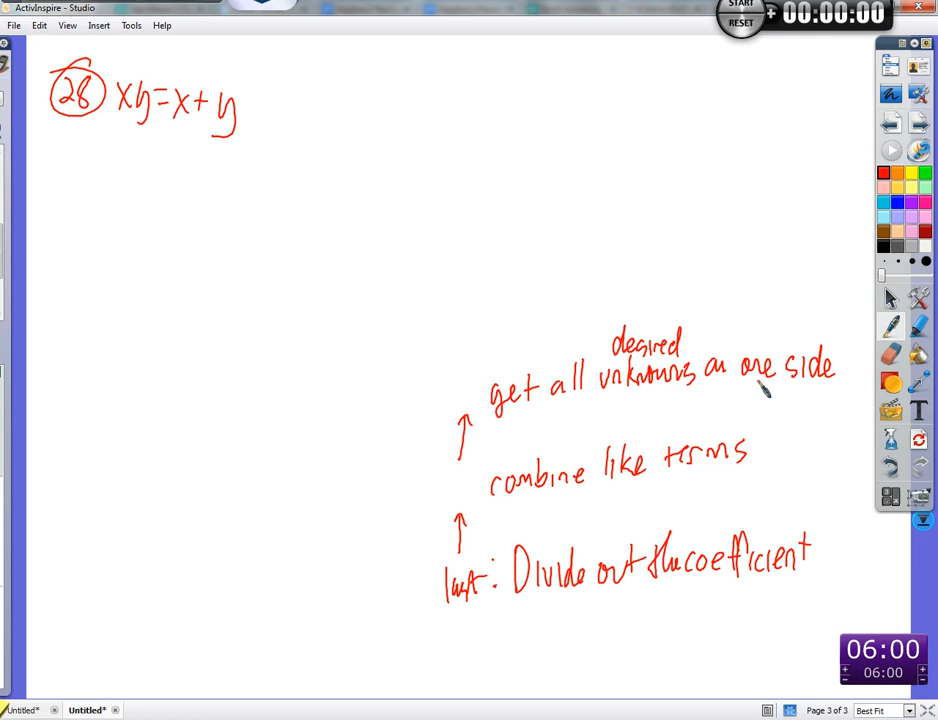 ActivInspire - Studio
START
RESET
+ 00:00:00
File Edit View Insert Tools Help
28 xy=x+y
desired
get all unknowns on one side
combine like terms
last: Divide out the coefficient
T
06:00
06:00
Untitled* Untitled* Page 3 of 3 Best Fit